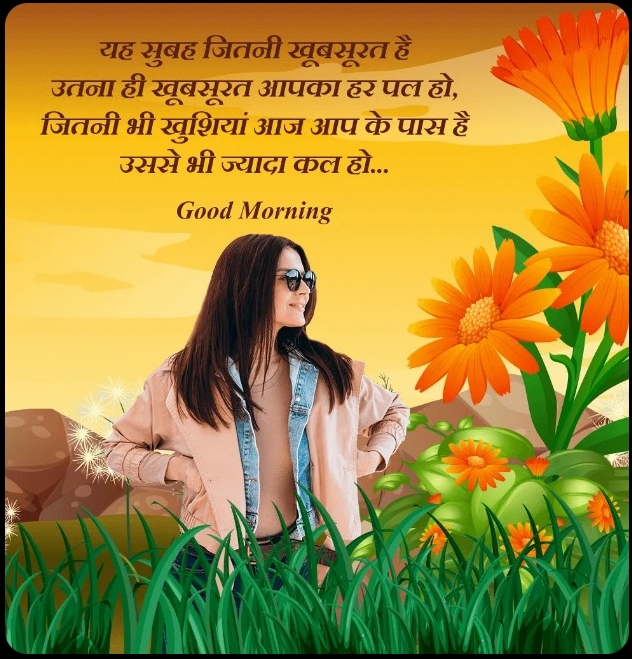 यह सुबह जितनी खूबसूरत है
उतना ही खूबसूरत आपका हर पल हो,
जितनी भी खुशियां आज आप के पास है
उससे भी ज्यादा कल हो...
Good Morning